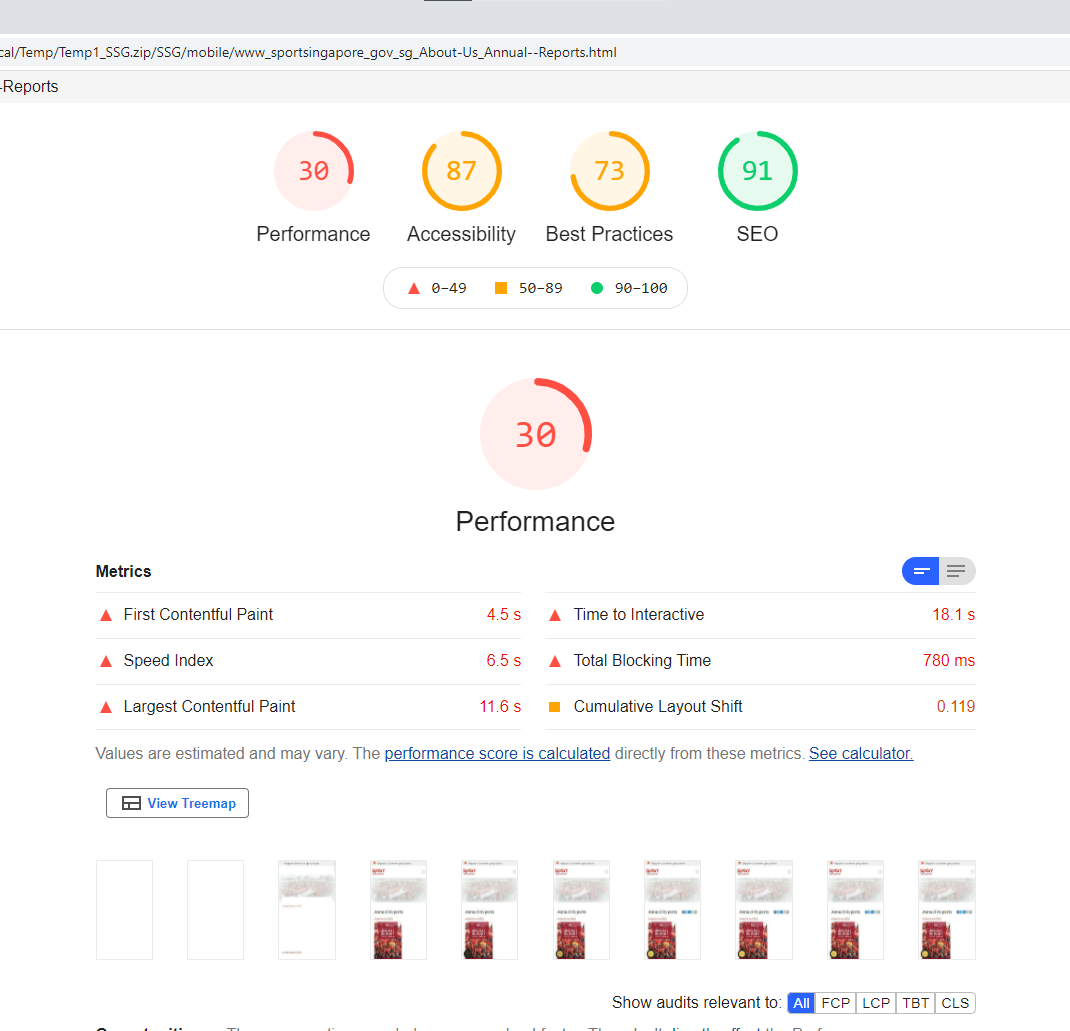 cal/Temp/Temp1_SSG.zip/SSG/mobile/www_sportsingapore_gov_sg_About-Us_Annual--Reports.html
-Reports
30 87 73 91
Performance Accessibility Best Practices SEO
0–49 50–89 90–100
30
Performance
Metrics
First Contentful Paint 4.5 s Time to Interactive 18.1 s
Speed Index 6.5 s Total Blocking Time 780 ms
Largest Contentful Paint 11.6 s Cumulative Layout Shift 0.119
Values are estimated and may vary. The performance score is calculated directly from these metrics. See calculator.
View Treemap
Show audits relevant to: All FCP LCP TBT CLS